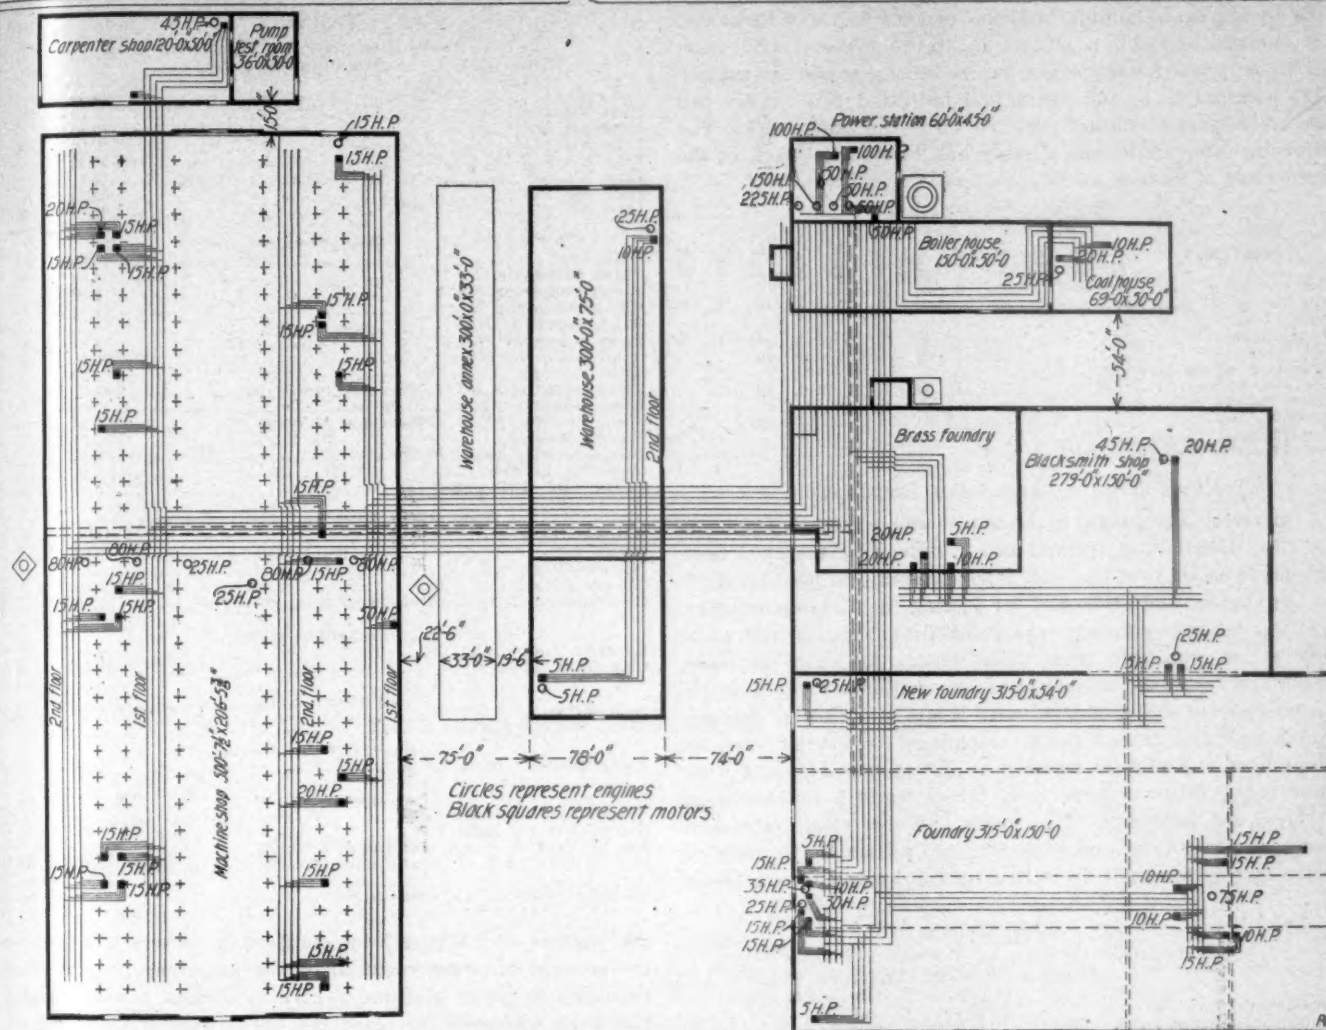 45 H.P.
Carpenter shop 120'-0"x50'-0"
Pump
test room
36'-0x50'-0
15'-0"
15 H.P.
15 H.P.
20 H.P.
15 H.P.
15 H.P.
15 H.P.
15 H.P.
15 H.P.
15 H.P.
15 H.P.
15 H.P.
15 H.P.
80 H.P.
80 H.P.
25 H.P.
25 H.P.
80 H.P.
15 H.P.
80 H.P.
15 H.P.
15 H.P.
15 H.P.
50 H.P.
2nd floor
1st floor
Machine shop
2nd floor
1st floor
15 H.P.
15 H.P.
20 H.P.
15 H.P.
15 H.P.
15 H.P.
15 H.P.
15 H.P.
15 H.P.
15 H.P.
Warehouse annex 300'-0"x33'-0"
Warehouse 300'-0"x75'-0"
25 H.P.
10 H.P.
2nd floor
5 H.P.
5 H.P.
22'-6"
33'-0"
19'-6"
75'-0"
78'-0"
74'-0"
Circles represent engines
Black squares represent motors
Power station 60'-0"x45'-0"
100 H.P.
100 H.P.
150 H.P.
50 H.P.
225 H.P.
50 H.P.
50 H.P.
50 H.P.
Boiler house
150'-0x50'-0
10 H.P.
20 H.P.
25 H.P.
Coal house
69'-0x50'-0"
54'-0"
Brass foundry
45 H.P.
20 H.P.
Blacksmith shop
279'-0"x150'-0"
20 H.P.
5 H.P.
20 H.P.
10 H.P.
25 H.P.
15 H.P.
15 H.P.
15 H.P.
25 H.P.
New foundry 315'-0"x54'-0"
Foundry 315'-0x150'-0
5 H.P.
15 H.P.
35 H.P.
10 H.P.
25 H.P.
30 H.P.
15 H.P.
15 H.P.
5 H.P.
15 H.P.
15 H.P.
10 H.P.
75 H.P.
10 H.P.
10 H.P.
15 H.P.